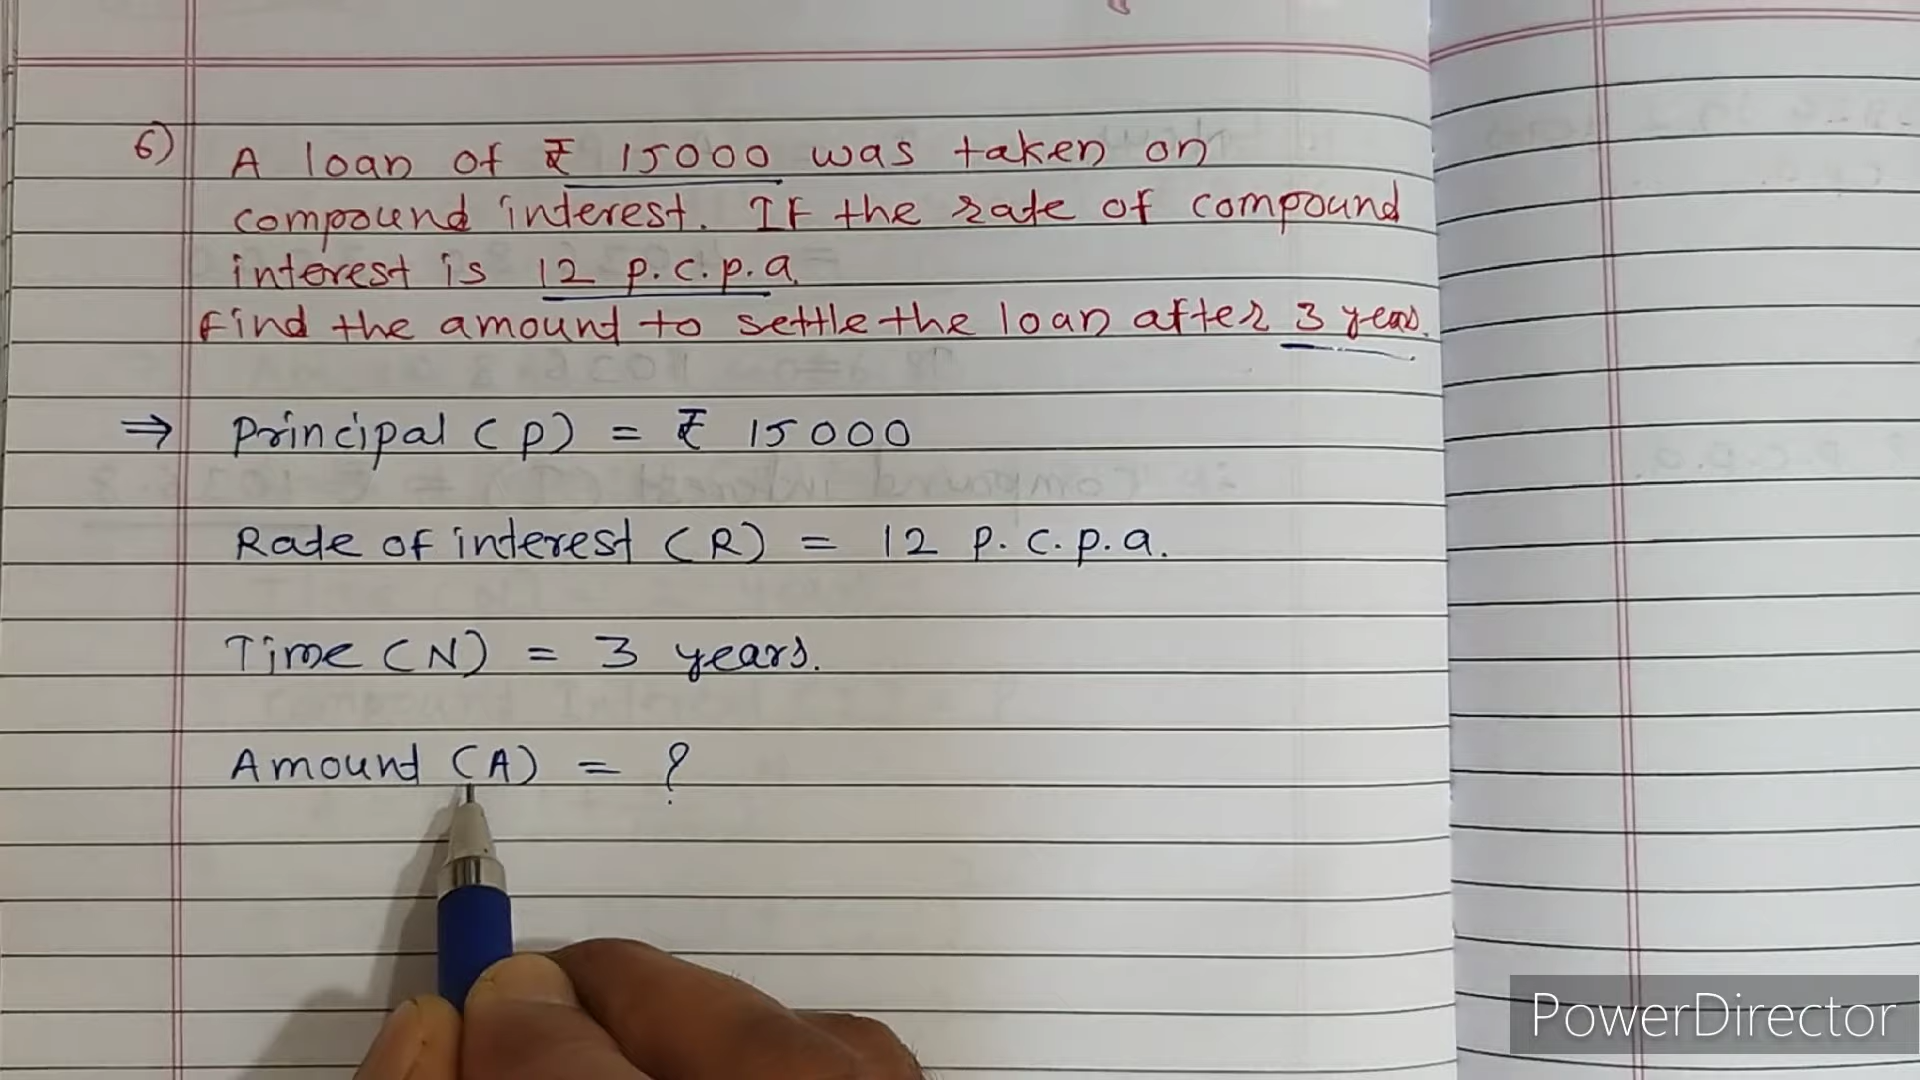 6) A loan of ₹ 15000 was taken on
compound interest. If the rate of compound
interest is 12 p.c.p.a.
Find the amount to settle the loan after 3 years.
⇒ Principal (P) = ₹ 15000
Rate of interest (R) = 12 p.c.p.a.
Time (N) = 3 years.
Amount (A) = ?
PowerDirector